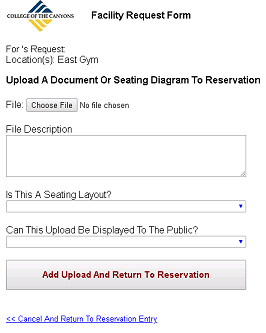 COLLEGE OF THE CANYONS
Facility Request Form
For 's Request:
Location(s): East Gym
Upload A Document Or Seating Diagram To Reservation
File: Choose File No file chosen
File Description
Is This A Seating Layout?
Can This Upload Be Displayed To The Public?
Add Upload And Return To Reservation
<< Cancel And Return To Reservation Entry